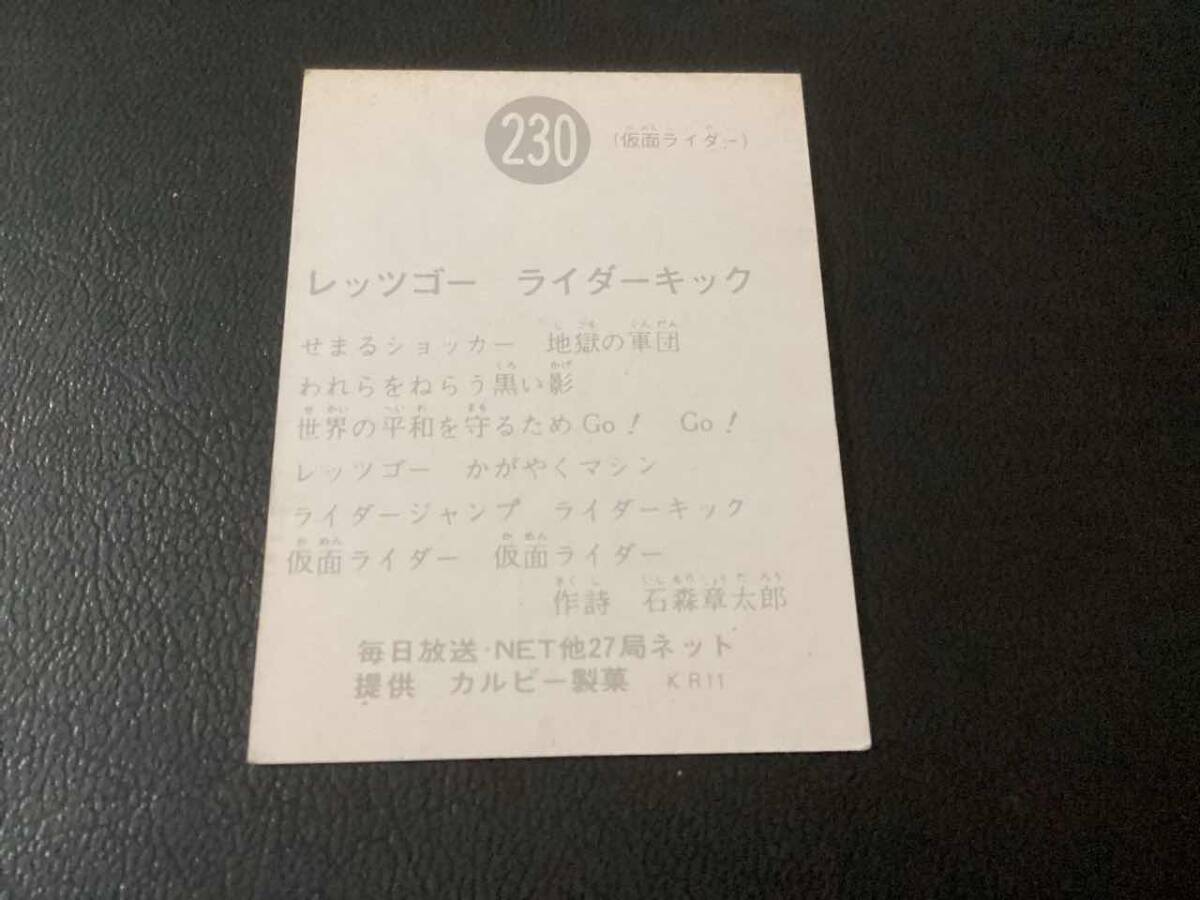 230 (仮面ライダー)
レッツゴー ライダーキック
せまるショッカー 地獄の軍団
われらをねらう黒い影
世界の平和を守るためGo! Go!
レッツゴー かがやくマシン
ライダージャンプ ライダーキック
仮面ライダー 仮面ライダー
作詩 石森章太郎
毎日放送・NET他27局ネット
提供 カルビー製菓 KR11